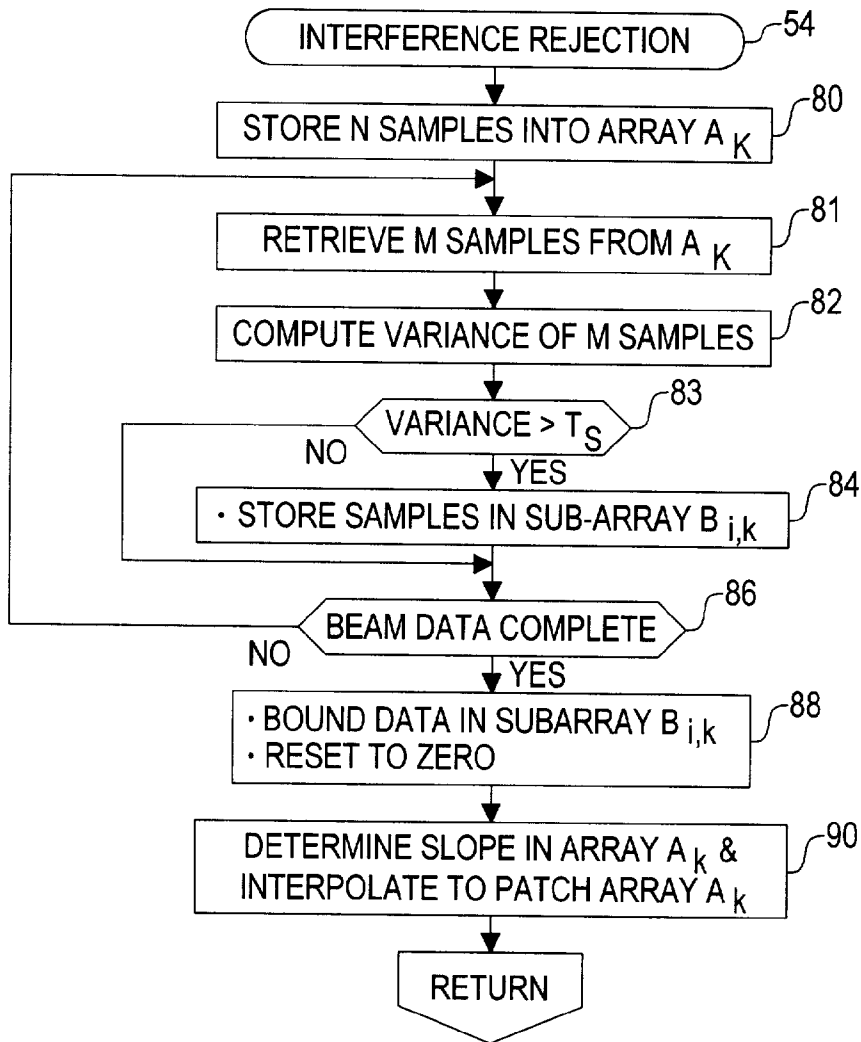 INTERFERENCE REJECTION
54
80
STORE N SAMPLES INTO ARRAY A K
81
RETRIEVE M SAMPLES FROM A K
82
COMPUTE VARIANCE OF M SAMPLES
83
VARIANCE > T S
NO
YES
84
· STORE SAMPLES IN SUB-ARRAY B i,k
86
BEAM DATA COMPLETE
NO
YES
88
· BOUND DATA IN SUBARRAY B i,k
· RESET TO ZERO
90
DETERMINE SLOPE IN ARRAY A k &
INTERPOLATE TO PATCH ARRAY A k
RETURN